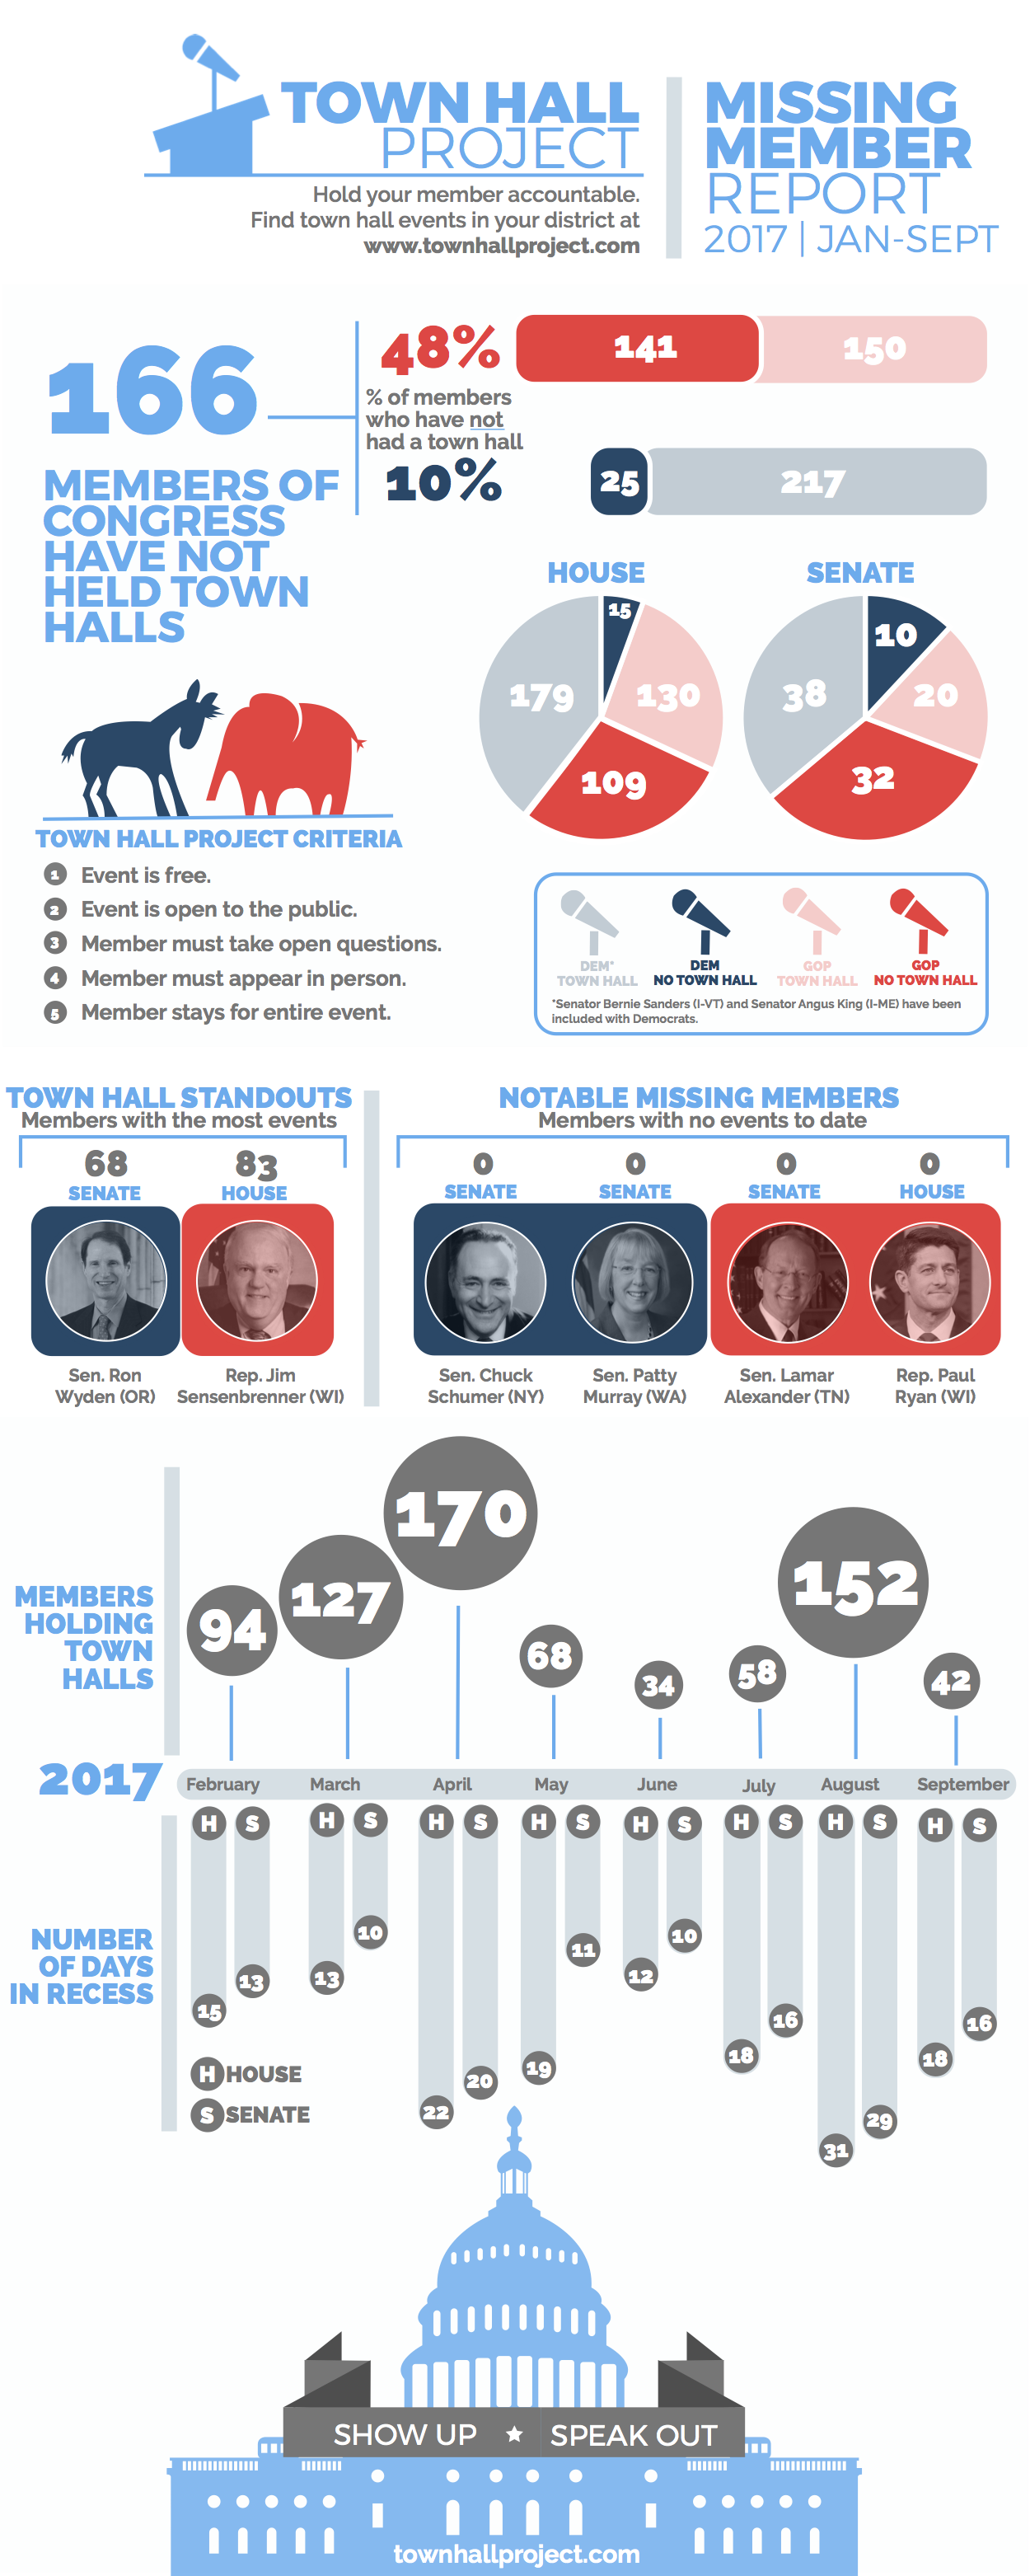 TOWN HALL
PROJECT
Hold your member accountable.
Find town hall events in your district at
www.townhallproject.com
MISSING
MEMBER
REPORT
2017 | JAN-SEPT
166
MEMBERS OF
CONGRESS
HAVE NOT
HELD TOWN
HALLS
48%
% of members
who have not
had a town hall
10%
141 150
25 217
HOUSE
15
179 130
109
SENATE
10
38 20
32
TOWN HALL PROJECT CRITERIA
1 Event is free.
2 Event is open to the public.
3 Member must take open questions.
4 Member must appear in person.
5 Member stays for entire event.
DEM*
TOWN HALL
DEM
NO TOWN HALL
GOP
TOWN HALL
GOP
NO TOWN HALL
*Senator Bernie Sanders (I-VT) and Senator Angus King (I-ME) have been
included with Democrats.
TOWN HALL STANDOUTS
Members with the most events
68
SENATE
Sen. Ron
Wyden (OR)
83
HOUSE
Rep. Jim
Sensenbrenner (WI)
NOTABLE MISSING MEMBERS
Members with no events to date
0
SENATE
Sen. Chuck
Schumer (NY)
0
SENATE
Sen. Patty
Murray (WA)
0
SENATE
Sen. Lamar
Alexander (TN)
0
HOUSE
Rep. Paul
Ryan (WI)
MEMBERS
HOLDING
TOWN
HALLS
94 127 170 68 34 58 152 42
2017
February March April May June July August September
H S H S H S H S H S H S H S H S
NUMBER
OF DAYS
IN RECESS
15 13 13 10 22 20 19 11 12 10 18 16 31 29 18 16
H HOUSE
S SENATE
SHOW UP ★ SPEAK OUT
townhallproject.com